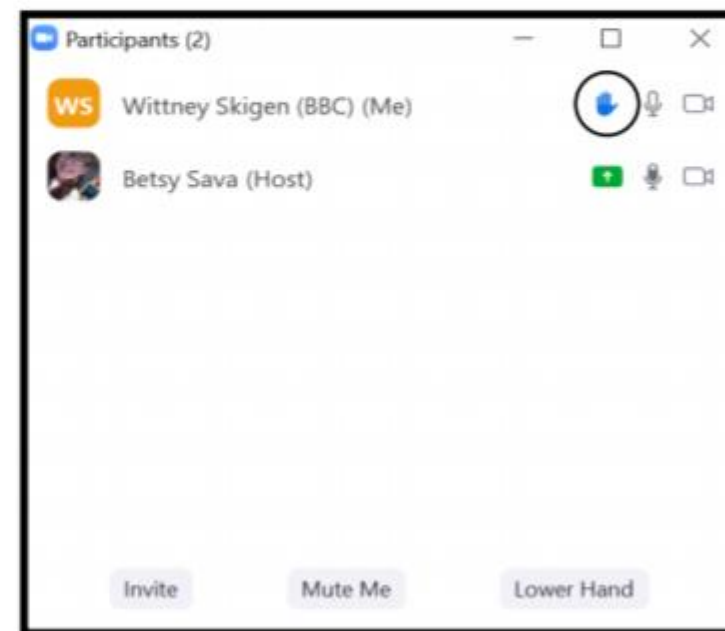 Participants (2)
WS Wittney Skigen (BBC) (Me)
Betsy Sava (Host)
Invite Mute Me Lower Hand